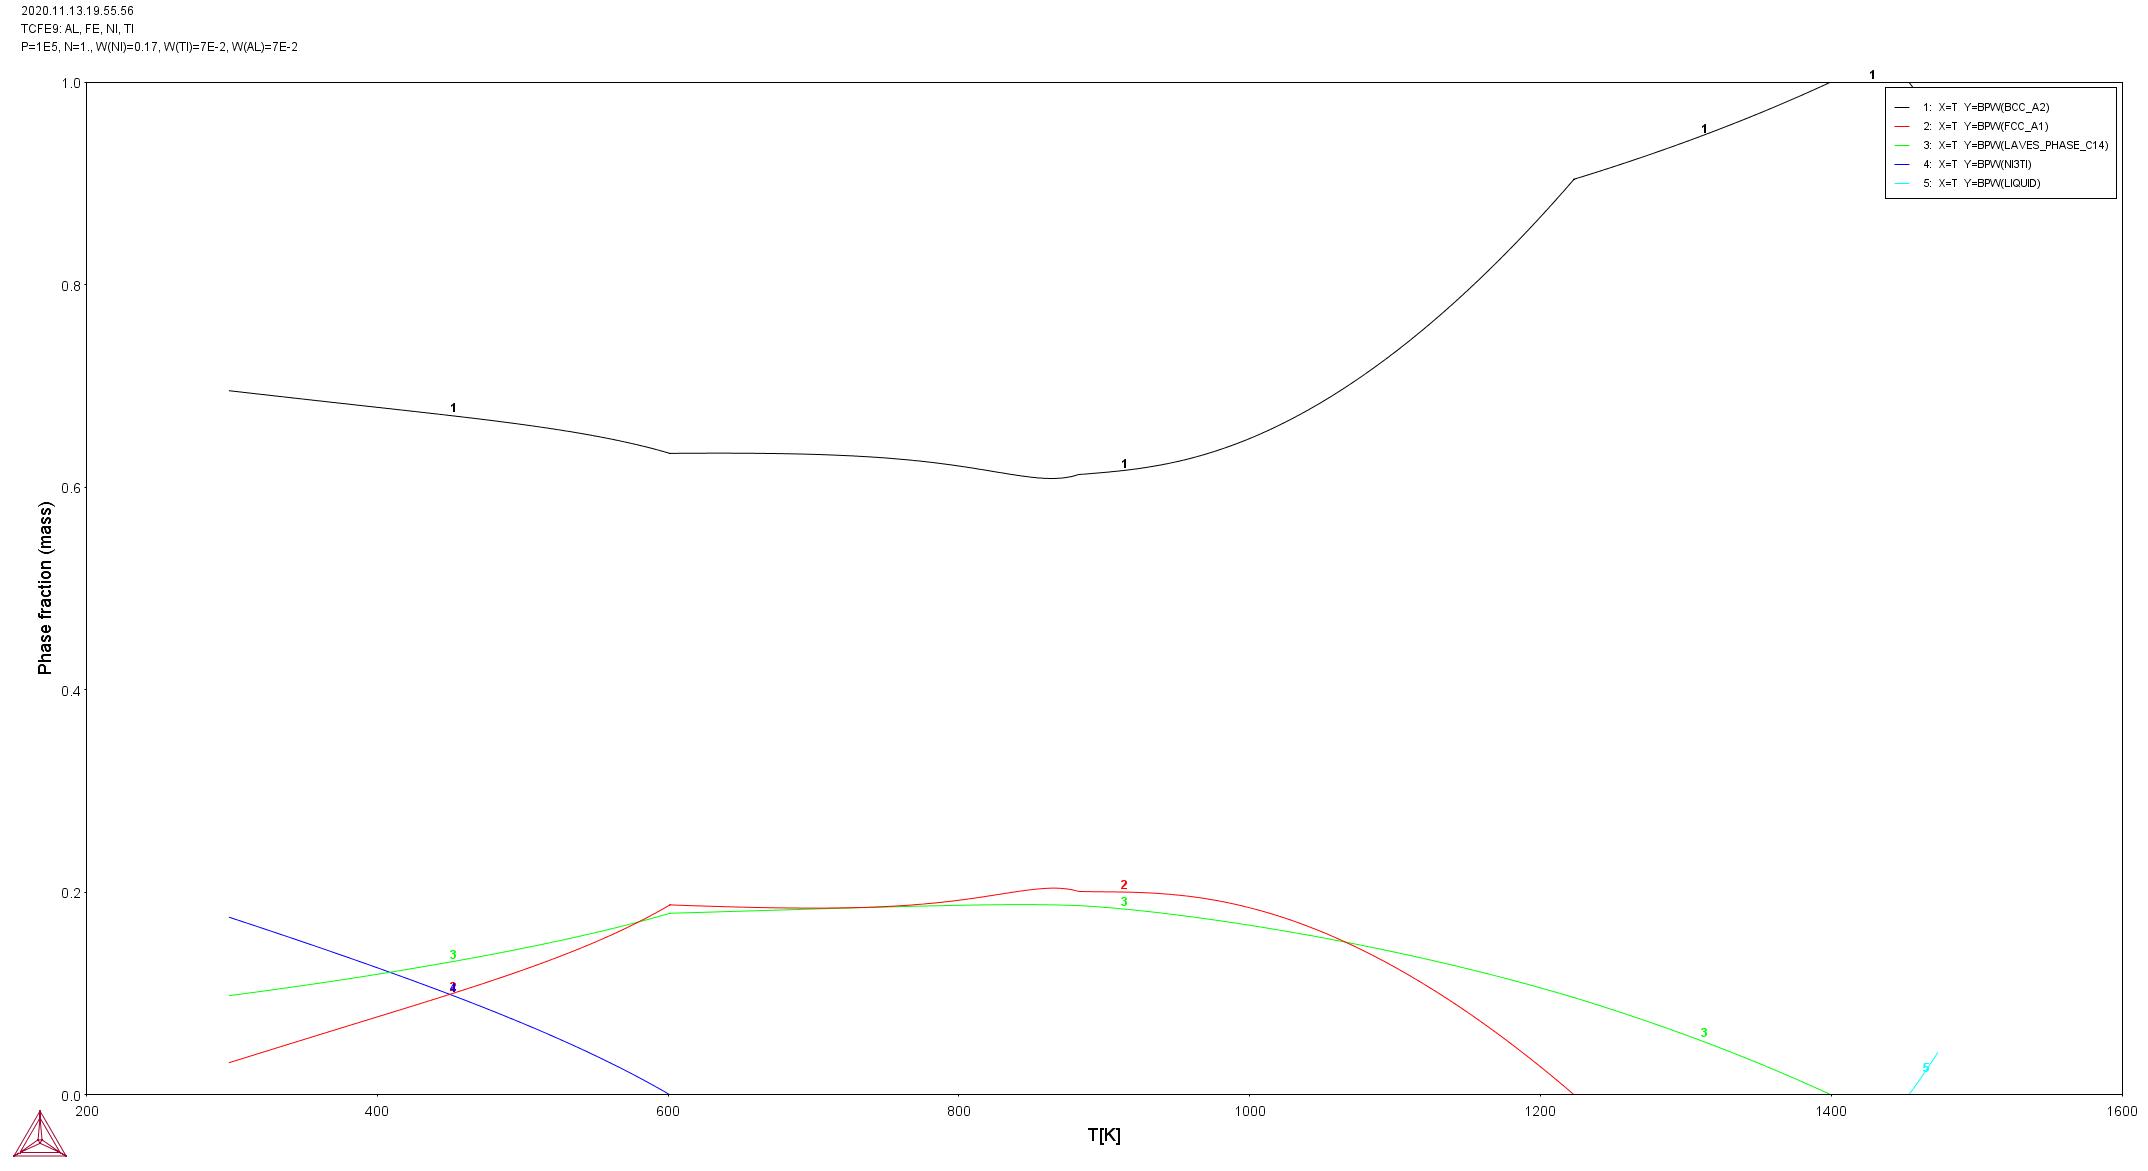 2020.11.13.19.55.56
TCFE9: AL, FE, NI, TI
P=1E5, N=1., W(NI)=0.17, W(TI)=7E-2, W(AL)=7E-2
1
1.0
1: X=T Y=BPW(BCC_A2)
1
2: X=T Y=BPW(FCC_A1)
3: X=T Y=BPW(LAVES_PHASE_C14)
4: X=T Y=BPW(NI3TI)
5: X=T Y=BPW(LIQUID)
0.8
1
1
0.6
Phase fraction (mass)
0.4
2
0.2
3
3
2
4
3
5
0.0
200
400
600
800
1000
1200
1400
1600
T[K]